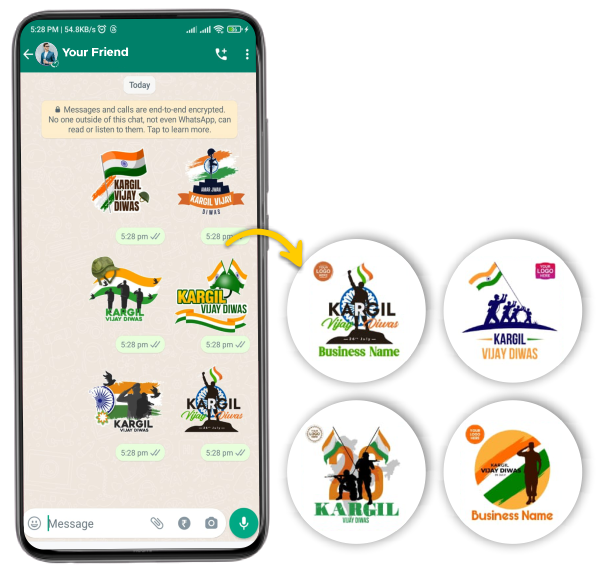 5:28 PM | 54.8KB/s
Your Friend
Today
Messages and calls are end-to-end encrypted.
No one outside of this chat, not even WhatsApp, can
read or listen to them. Tap to learn more.
KARGIL
VIJAY
DIWAS
AMAR JAWAN
KARGIL VIJAY
DIWAS
5:28 pm
5:28 pm
KARGIL
VIJAY DIWAS
KARGIL
VIJAY DIWAS
5:28 pm
5:28 pm
KARGIL
VIJAY DIWAS
KARGIL
Vijay Diwas
5:28 pm
5:28 pm
Message
YOUR
LOGO
HERE
KARGIL
Vijay Diwas
26th July
Business Name
YOUR
LOGO
HERE
KARGIL
VIJAY DIWAS
YOUR
LOGO
HERE
KARGIL
VIJAY DIWAS
YOUR
LOGO
HERE
KARGIL
VIJAY DIWAS
Business Name